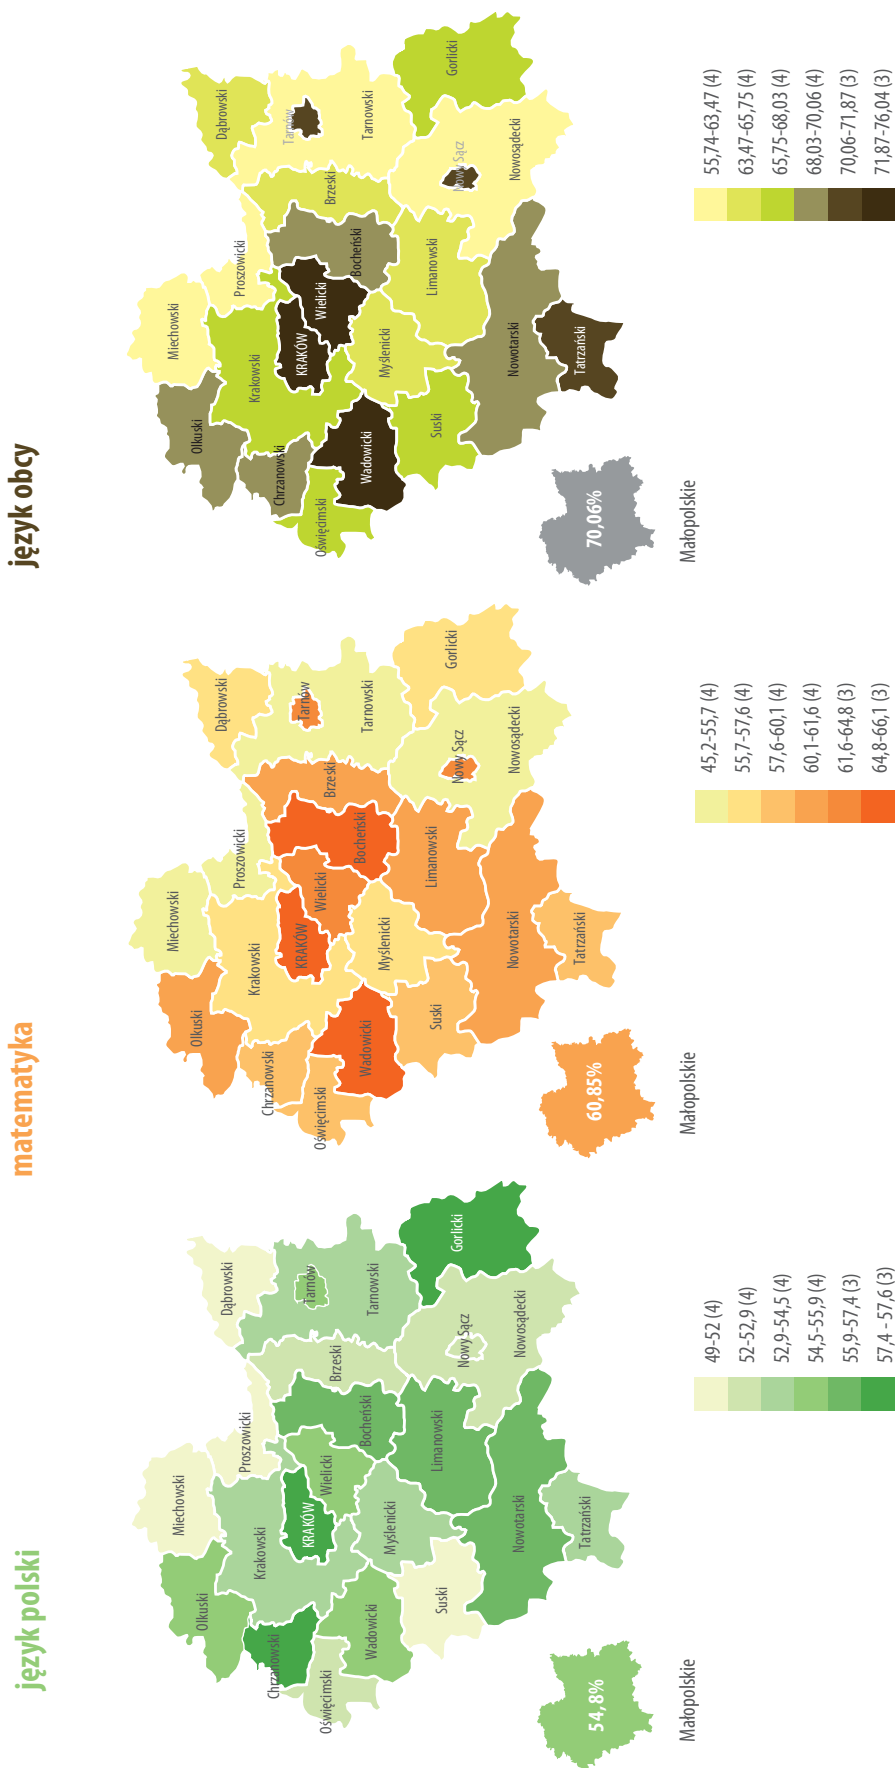 język polski
Miechowski
Dąbrowski
Olkuski
Proszowicki
Krakowski
Tarnów
Chrzanowski
KRAKÓW
Wielicki
Brzeski
Tarnowski
Oświęcimski
Wadowicki
Bocheński
Myślenicki
Limanowski
Gorlicki
Suski
Nowy Sącz
Nowosądecki
Nowotarski
Tatrzański
54,8%
Małopolskie
49-52 (4)
52-52,9 (4)
52,9-54,5 (4)
54,5-55,9 (4)
55,9-57,4 (3)
57,4 - 57,6 (3)
matematyka
Miechowski
Dąbrowski
Olkuski
Proszowicki
Krakowski
Tarnów
Chrzanowski
KRAKÓW
Wielicki
Brzeski
Tarnowski
Oświęcimski
Wadowicki
Bocheński
Myślenicki
Limanowski
Gorlicki
Suski
Nowy Sącz
Nowosądecki
Nowotarski
Tatrzański
60,85%
Małopolskie
45,2-55,7 (4)
55,7-57,6 (4)
57,6-60,1 (4)
60,1-61,6 (4)
61,6-64,8 (3)
64,8-66,1 (3)
język obcy
Miechowski
Dąbrowski
Olkuski
Proszowicki
Krakowski
Tarnów
Chrzanowski
KRAKÓW
Wielicki
Brzeski
Tarnowski
Oświęcimski
Wadowicki
Bocheński
Myślenicki
Limanowski
Gorlicki
Suski
Nowy Sącz
Nowosądecki
Nowotarski
Tatrzański
70,06%
Małopolskie
55,74-63,47 (4)
63,47-65,75 (4)
65,75-68,03 (4)
68,03-70,06 (4)
70,06-71,87 (3)
71,87-76,04 (3)